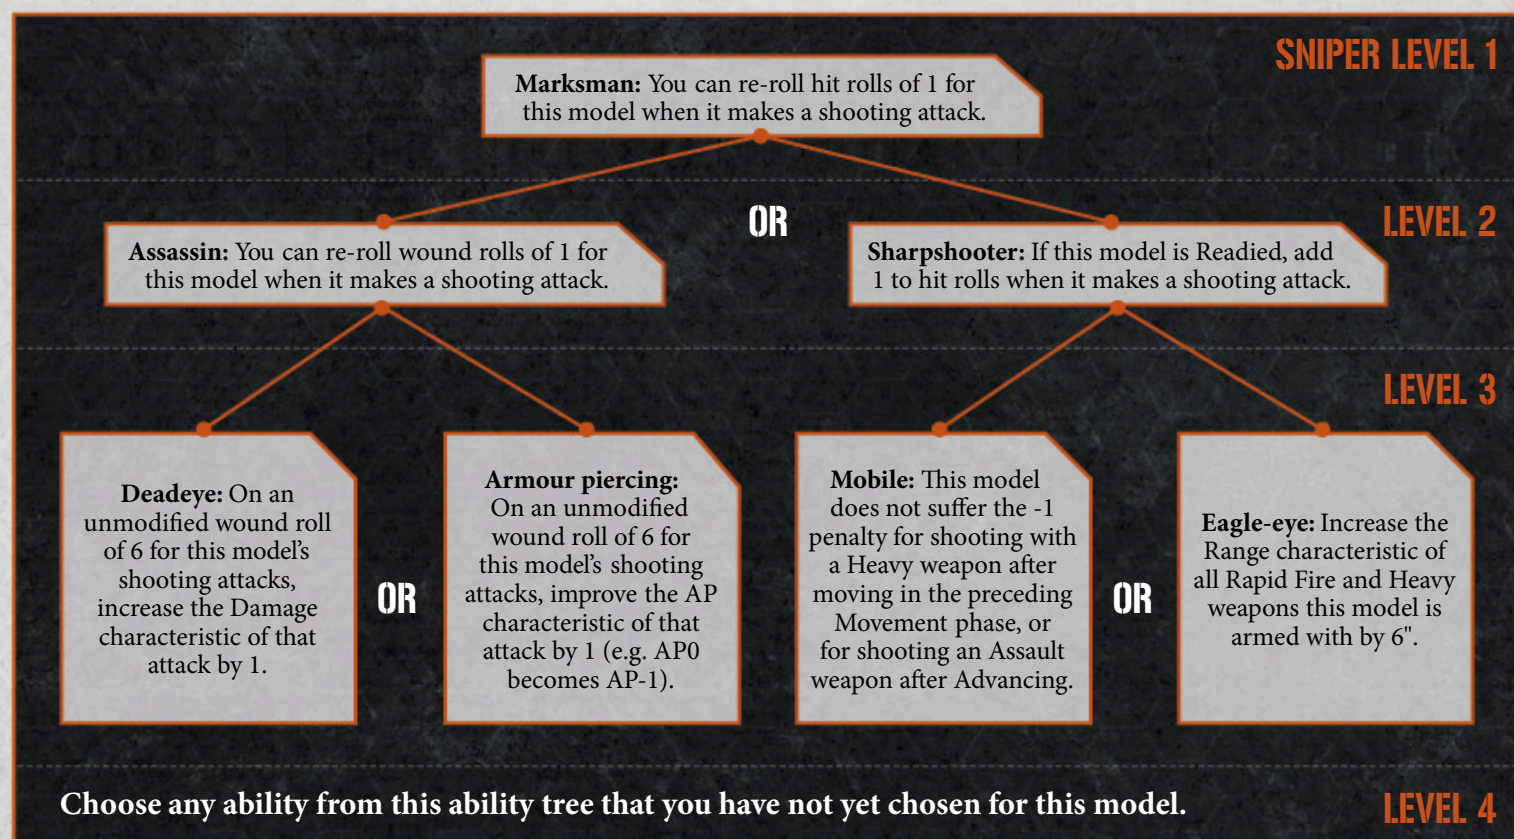 SNIPER LEVEL 1
Marksman: You can re-roll hit rolls of 1 for
this model when it makes a shooting attack.
OR
LEVEL 2
Assassin: You can re-roll wound rolls of 1 for
this model when it makes a shooting attack.
Sharpshooter: If this model is Readied, add
1 to hit rolls when it makes a shooting attack.
LEVEL 3
Deadeye: On an
unmodified wound roll
of 6 for this model's
shooting attacks,
increase the Damage
characteristic of that
attack by 1.
OR
Armour piercing:
On an unmodified
wound roll of 6 for
this model's shooting
attacks, improve the AP
characteristic of that
attack by 1 (e.g. AP0
becomes AP-1).
Mobile: This model
does not suffer the -1
penalty for shooting with
a Heavy weapon after
moving in the preceding
Movement phase, or
for shooting an Assault
weapon after Advancing.
OR
Eagle-eye: Increase the
Range characteristic of
all Rapid Fire and Heavy
weapons this model is
armed with by 6".
Choose any ability from this ability tree that you have not yet chosen for this model.
LEVEL 4